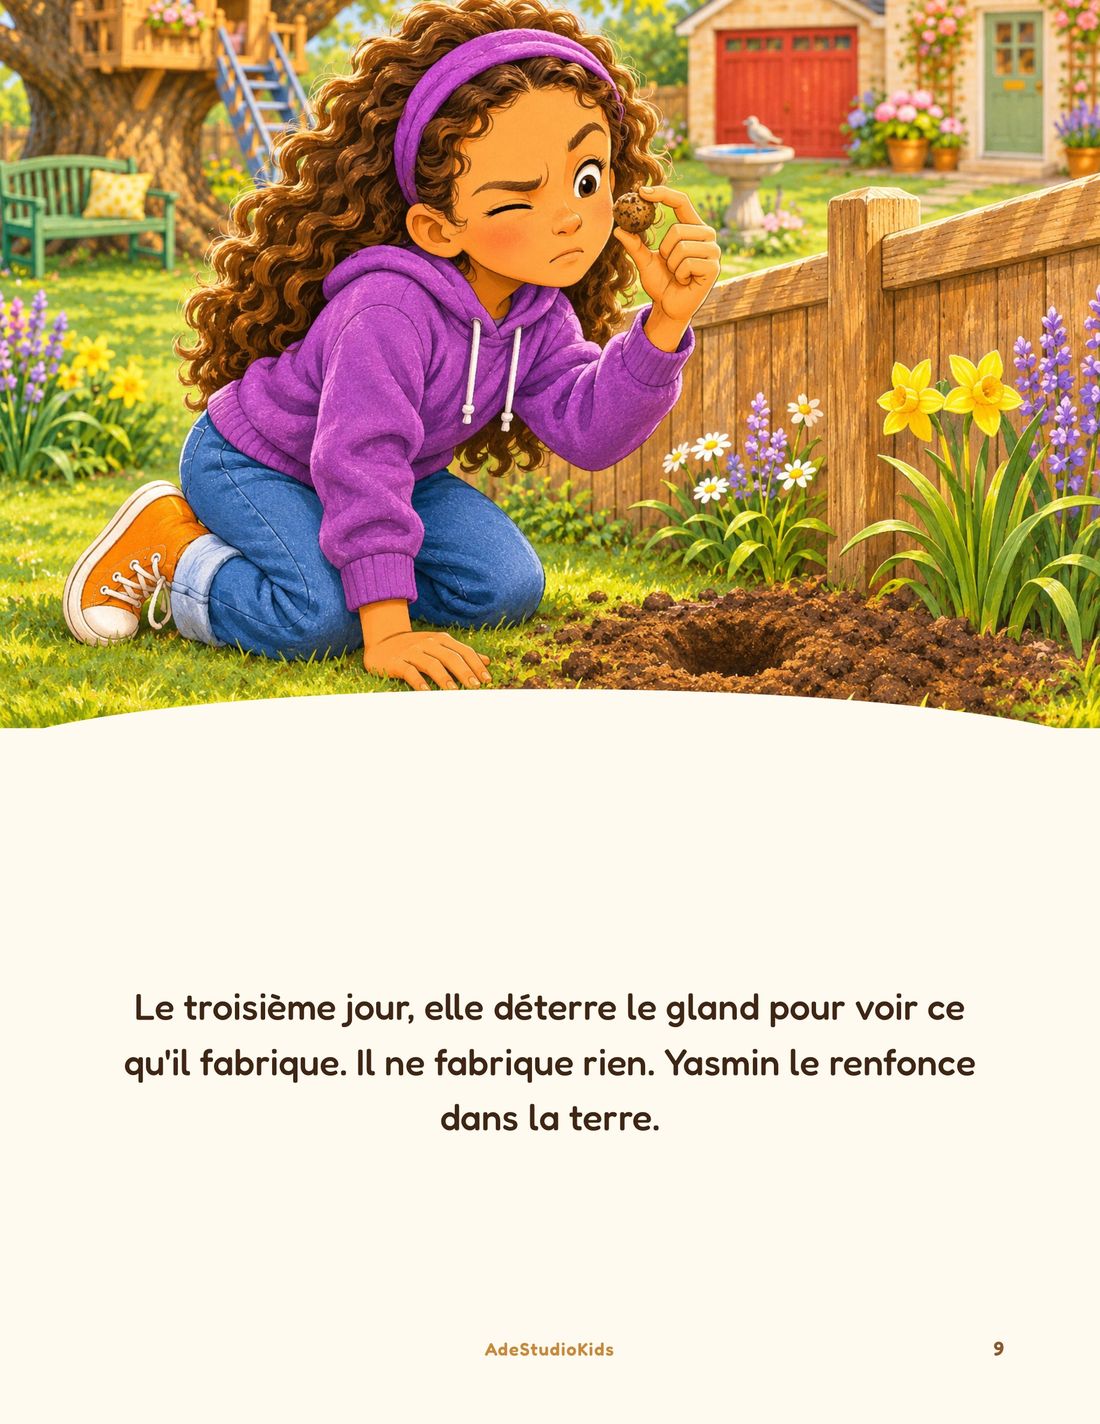 Le troisième jour, elle déterre le gland pour voir ce
qu'il fabrique. Il ne fabrique rien. Yasmin le renfonce
dans la terre.
AdeStudioKids
9